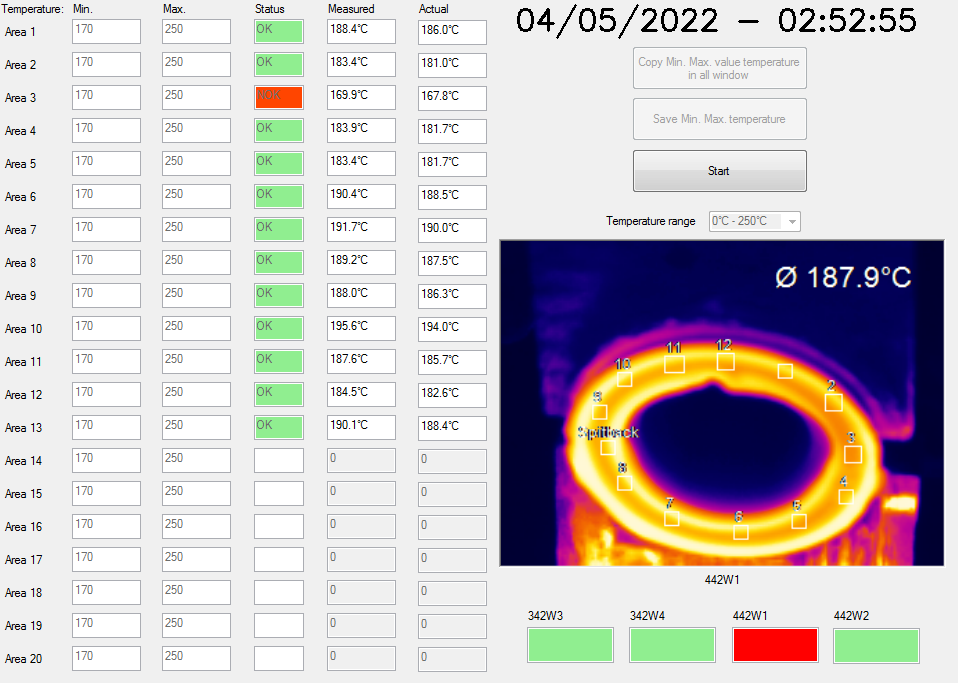 Temperature: Min. Max. Status Measured Actual
04/05/2022 - 02:52:55
Area 1 170 250 OK 188.4°C 186.0°C
Area 2 170 250 OK 183.4°C 181.0°C
Area 3 170 250 NOK 169.9°C 167.8°C
Area 4 170 250 OK 183.9°C 181.7°C
Area 5 170 250 OK 183.4°C 181.7°C
Area 6 170 250 OK 190.4°C 188.5°C
Area 7 170 250 OK 191.7°C 190.0°C
Area 8 170 250 OK 189.2°C 187.5°C
Area 9 170 250 OK 188.0°C 186.3°C
Area 10 170 250 OK 195.6°C 194.0°C
Area 11 170 250 OK 187.6°C 185.7°C
Area 12 170 250 OK 184.5°C 182.6°C
Area 13 170 250 OK 190.1°C 188.4°C
Area 14 170 250 0 0
Area 15 170 250 0 0
Area 16 170 250 0 0
Area 17 170 250 0 0
Area 18 170 250 0 0
Area 19 170 250 0 0
Area 20 170 250 0 0
Copy Min. Max. value temperature
in all window
Save Min. Max. temperature
Start
Temperature range 0°C - 250°C
Ø 187.9°C
12
11
10
2
9
3
8
4
7
6
442W1
342W3 342W4 442W1 442W2